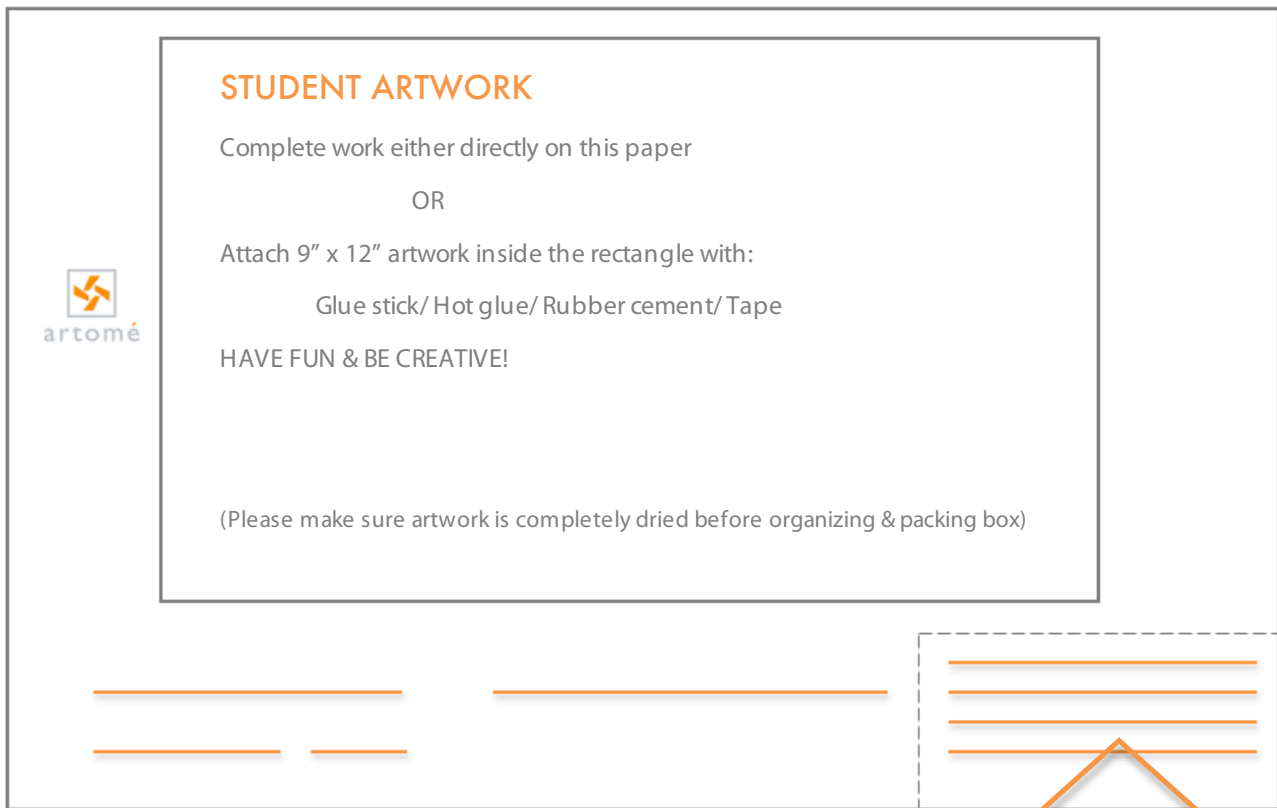 STUDENT ARTWORK
Complete work either directly on this paper
OR
Attach 9” x 12” artwork inside the rectangle with:
Glue stick/ Hot glue/ Rubber cement/ Tape
HAVE FUN & BE CREATIVE!
artomé
(Please make sure artwork is completely dried before organizing & packing box)